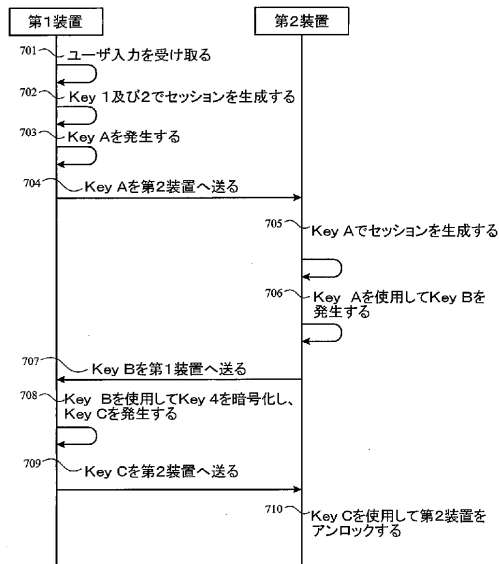 第1装置
第2装置
701
ユーザ入力を受け取る
702
Key 1及び2でセッションを生成する
703
Key Aを発生する
704
Key Aを第2装置へ送る
705
Key Aでセッションを生成する
706
Key Aを使用してKey Bを
発生する
707
Key Bを第1装置へ送る
708
Key Bを使用してKey 4を暗号化し、
Key Cを発生する
709
Key Cを第2装置へ送る
710
Key Cを使用して第2装置を
アンロックする